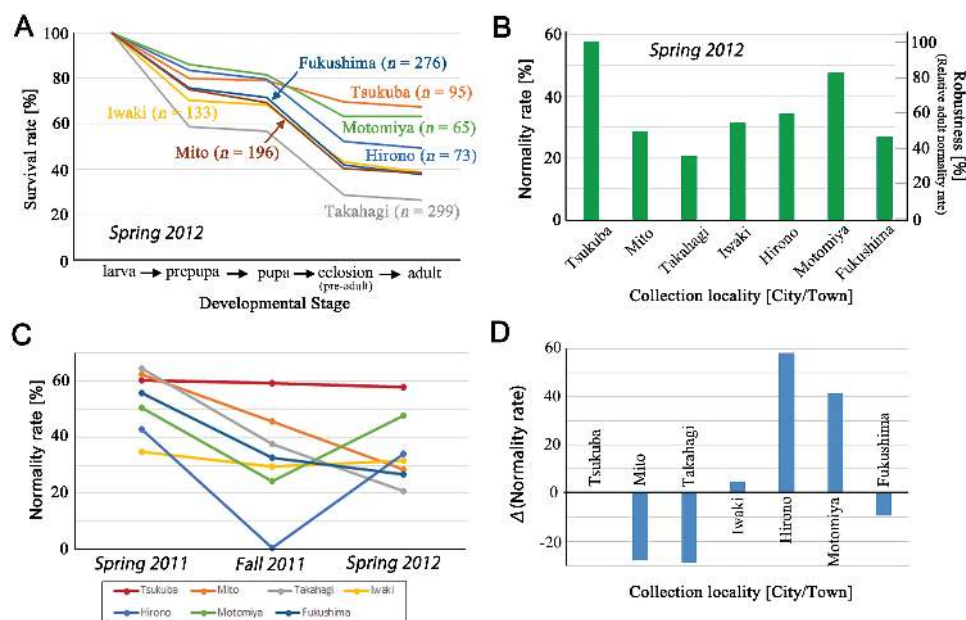 A
Survival rate [%]
100
80
60
40
20
0
Fukushima (n = 276)
Tsukuba (n = 95)
Iwaki (n = 133)
Motomiya (n = 65)
Mito (n = 196)
Hirono (n = 73)
Takahagi (n = 299)
Spring 2012
larva prepupa pupa eclosion adult
(pre-adult)
Developmental Stage
B
Normality rate [%]
60
40
20
0
Spring 2012
100
80
60
40
20
0
Robustness [%]
(Relative adult normality rate)
Tsukuba
Mito
Takahagi
Iwaki
Hirono
Motomiya
Fukushima
Collection locality [City/Town]
C
Normality rate [%]
60
40
20
0
Spring 2011 Fall 2011 Spring 2012
Tsukuba Mito Takahagi Iwaki
Hirono Motomiya Fukushima
D
Δ(Normality rate)
60
40
20
0
-20
Tsukuba
Mito
Takahagi
Iwaki
Hirono
Motomiya
Fukushima
Collection locality [City/Town]